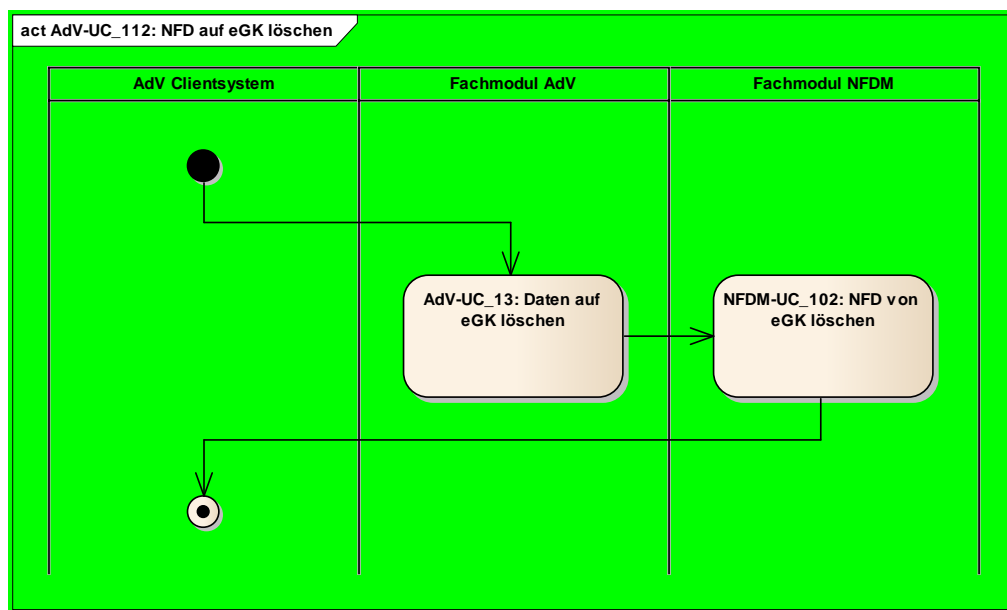 act AdV-UC_112: NFD auf eGK löschen
AdV Clientsystem
Fachmodul AdV
Fachmodul NFDM
AdV-UC_13: Daten auf
eGK löschen
NFDM-UC_102: NFD von
eGK löschen